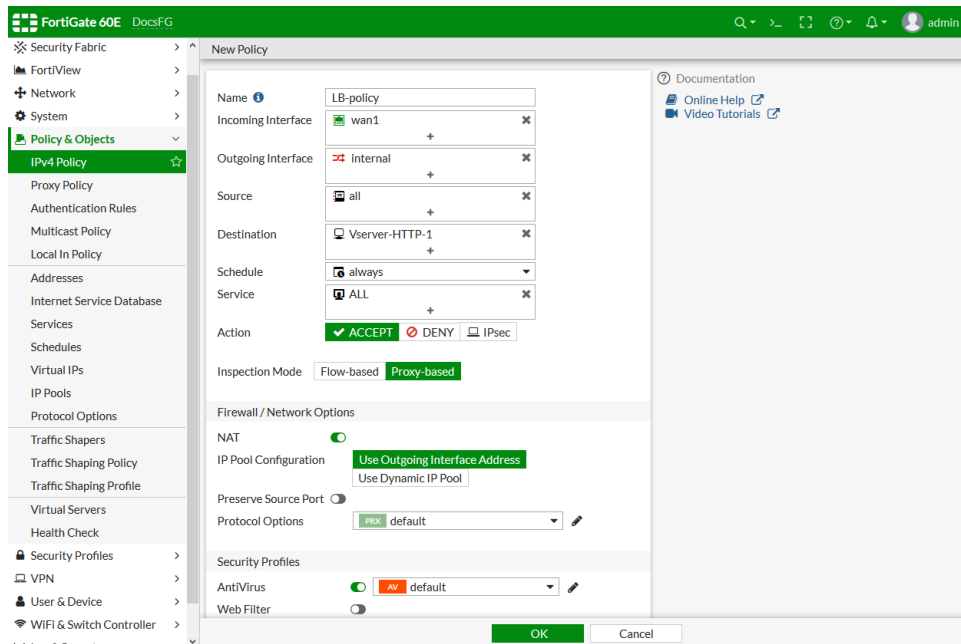 FortiGate 60E DocsFG admin
Security Fabric
FortiView
Network
System
Policy & Objects
IPv4 Policy
Proxy Policy
Authentication Rules
Multicast Policy
Local In Policy
Addresses
Internet Service Database
Services
Schedules
Virtual IPs
IP Pools
Protocol Options
Traffic Shapers
Traffic Shaping Policy
Traffic Shaping Profile
Virtual Servers
Health Check
Security Profiles
VPN
User & Device
WiFi & Switch Controller
New Policy
Name LB-policy
Incoming Interface wan1
+
Outgoing Interface internal
+
Source all
+
Destination Vserver-HTTP-1
+
Schedule always
Service ALL
+
Action ACCEPT DENY IPsec
Inspection Mode Flow-based Proxy-based
Firewall / Network Options
NAT
IP Pool Configuration Use Outgoing Interface Address
Use Dynamic IP Pool
Preserve Source Port
Protocol Options PRX default
Security Profiles
AntiVirus AV default
Web Filter
OK Cancel
Documentation
Online Help
Video Tutorials